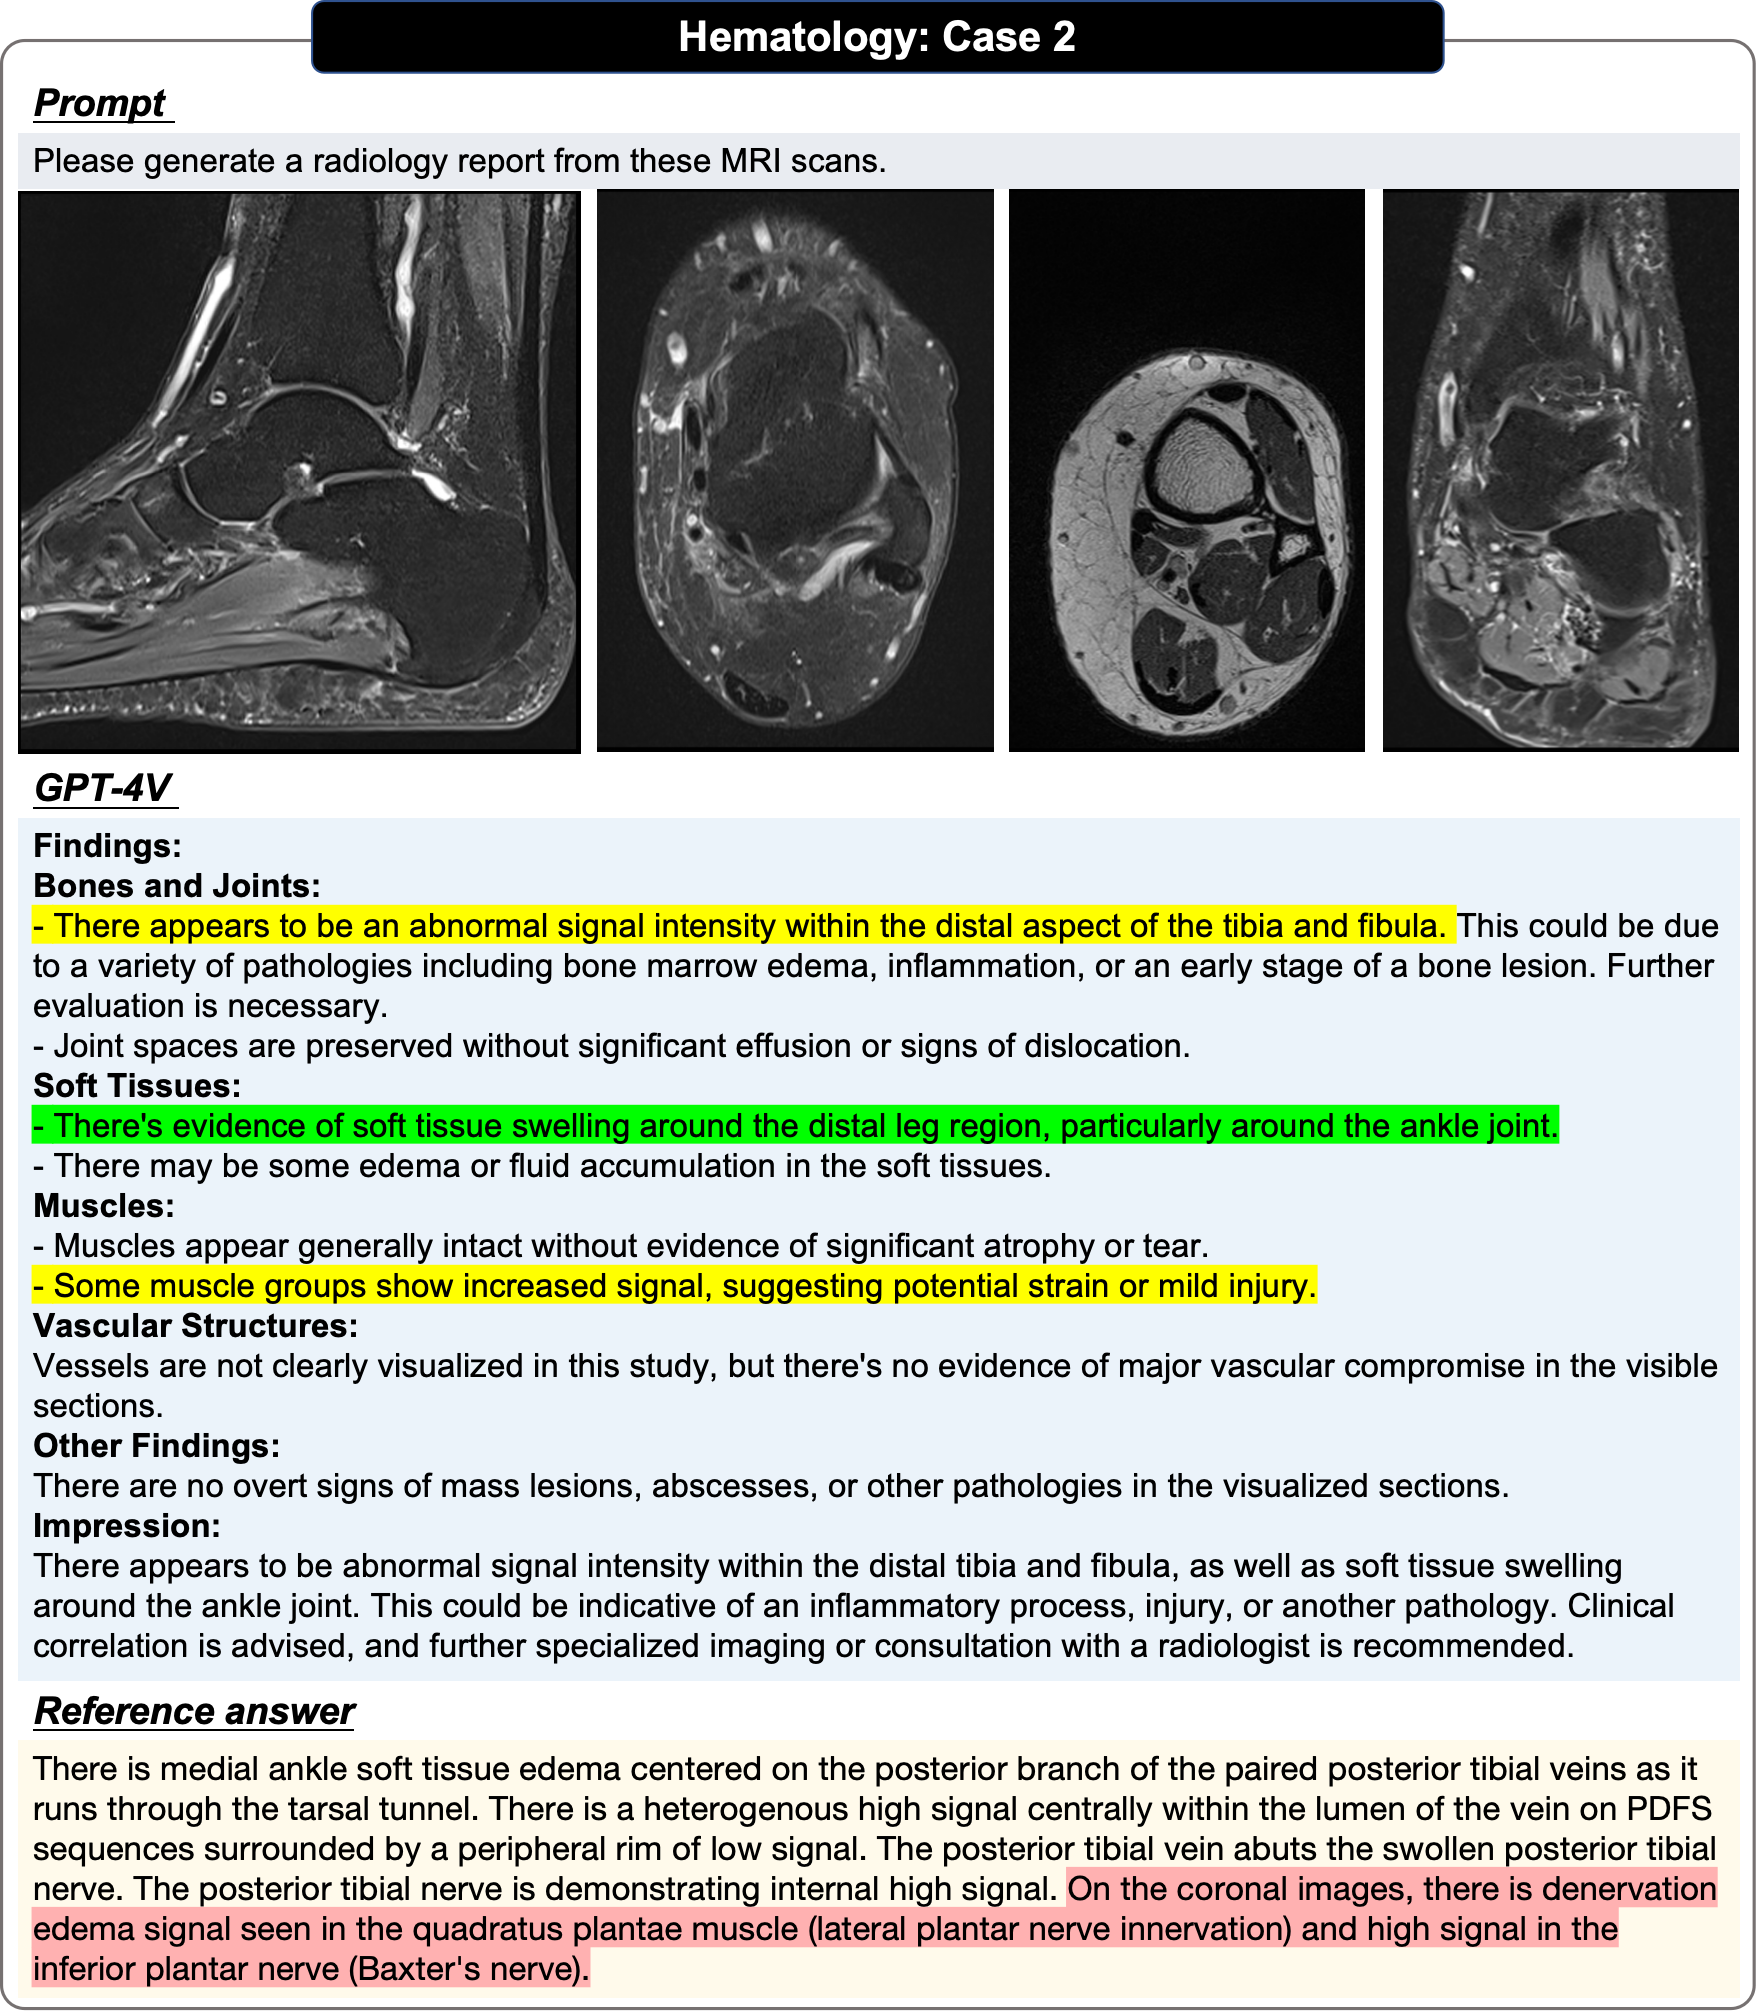 Hematology: Case 2
Prompt
Please generate a radiology report from these MRI scans.
GPT-4V
Findings:
Bones and Joints:
- There appears to be an abnormal signal intensity within the distal aspect of the tibia and fibula. This could be due
to a variety of pathologies including bone marrow edema, inflammation, or an early stage of a bone lesion. Further
evaluation is necessary.
- Joint spaces are preserved without significant effusion or signs of dislocation.
Soft Tissues:
- There's evidence of soft tissue swelling around the distal leg region, particularly around the ankle joint.
- There may be some edema or fluid accumulation in the soft tissues.
Muscles:
- Muscles appear generally intact without evidence of significant atrophy or tear.
- Some muscle groups show increased signal, suggesting potential strain or mild injury.
Vascular Structures:
Vessels are not clearly visualized in this study, but there's no evidence of major vascular compromise in the visible
sections.
Other Findings:
There are no overt signs of mass lesions, abscesses, or other pathologies in the visualized sections.
Impression:
There appears to be abnormal signal intensity within the distal tibia and fibula, as well as soft tissue swelling
around the ankle joint. This could be indicative of an inflammatory process, injury, or another pathology. Clinical
correlation is advised, and further specialized imaging or consultation with a radiologist is recommended.
Reference answer
There is medial ankle soft tissue edema centered on the posterior branch of the paired posterior tibial veins as it
runs through the tarsal tunnel. There is a heterogenous high signal centrally within the lumen of the vein on PDFS
sequences surrounded by a peripheral rim of low signal. The posterior tibial vein abuts the swollen posterior tibial
nerve. The posterior tibial nerve is demonstrating internal high signal. On the coronal images, there is denervation
edema signal seen in the quadratus plantae muscle (lateral plantar nerve innervation) and high signal in the
inferior plantar nerve (Baxter's nerve).